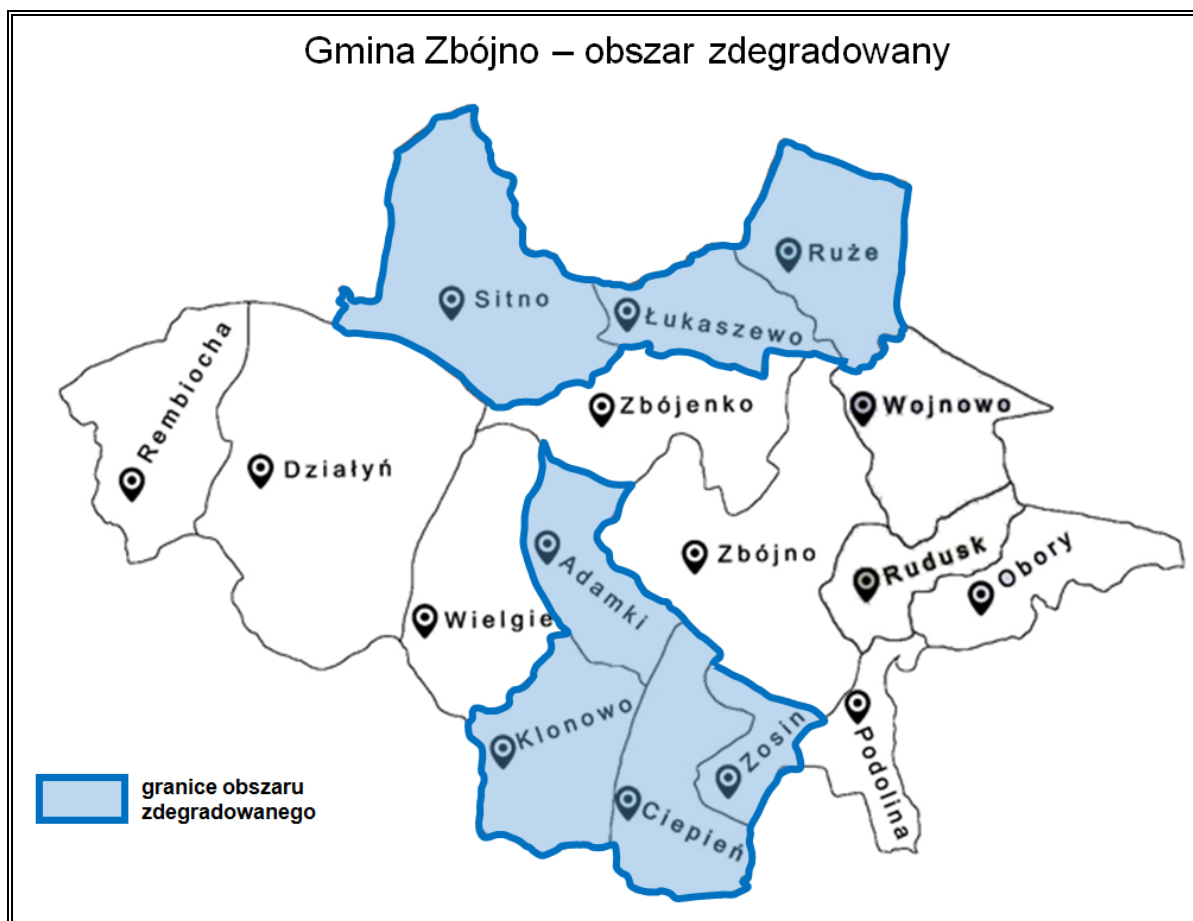 Gmina Zbójno – obszar zdegradowany
Ruże
Sitno
Łukaszewo
Rembiocha
Zbójenko
Wojnowo
Działyń
Zbójno
Rudusk
Obory
Adamki
Wielgie
Klonowo
Zosin
Podolina
Ciepień
granice obszaru
zdegradowanego